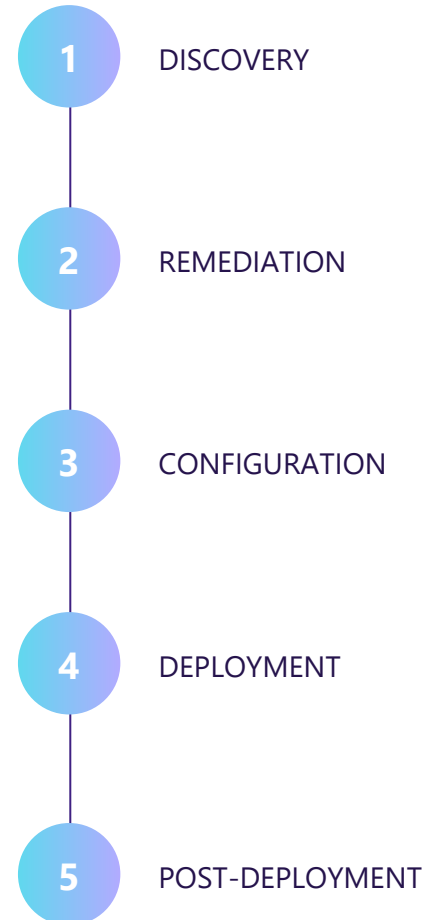 1 DISCOVERY
2 REMEDIATION
3 CONFIGURATION
4 DEPLOYMENT
5 POST-DEPLOYMENT